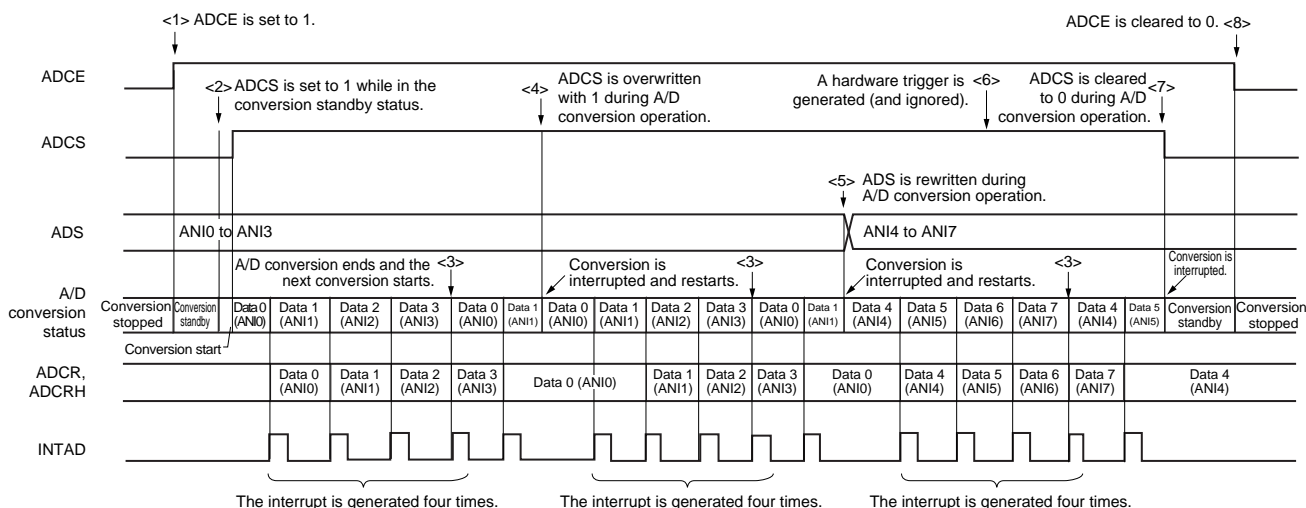 <1> ADCE is set to 1.
ADCE is cleared to 0. <8>
ADCE
<2> ADCS is set to 1 while in the
conversion standby status.
<4> ADCS is overwritten
with 1 during A/D
conversion operation.
A hardware trigger is
generated (and ignored).
<6>
ADCS is cleared
to 0 during A/D
conversion operation.
<7>
ADCS
<5> ADS is rewritten during
A/D conversion operation.
ADS
ANI0 to ANI3
ANI4 to ANI7
A/D conversion ends and the
next conversion starts.
<3>
Conversion is
interrupted and restarts.
<3>
Conversion is
interrupted and restarts.
<3>
Conversion is
interrupted.
A/D
conversion
status
Conversion
stopped
Conversion
standby
Data 0
(ANI0)
Data 1
(ANI1)
Data 2
(ANI2)
Data 3
(ANI3)
Data 0
(ANI0)
Data 1
(ANI1)
Data 0
(ANI0)
Data 1
(ANI1)
Data 2
(ANI2)
Data 3
(ANI3)
Data 0
(ANI0)
Data 1
(ANI1)
Data 4
(ANI4)
Data 5
(ANI5)
Data 6
(ANI6)
Data 7
(ANI7)
Data 4
(ANI4)
Data 5
(ANI5)
Conversion
standby
Conversion
stopped
Conversion start
ADCR,
ADCRH
Data 0
(ANI0)
Data 1
(ANI1)
Data 2
(ANI2)
Data 3
(ANI3)
Data 0 (ANI0)
Data 1
(ANI1)
Data 2
(ANI2)
Data 3
(ANI3)
Data 0
(ANI0)
Data 4
(ANI4)
Data 5
(ANI5)
Data 6
(ANI6)
Data 7
(ANI7)
Data 4
(ANI4)
INTAD
The interrupt is generated four times.
The interrupt is generated four times.
The interrupt is generated four times.